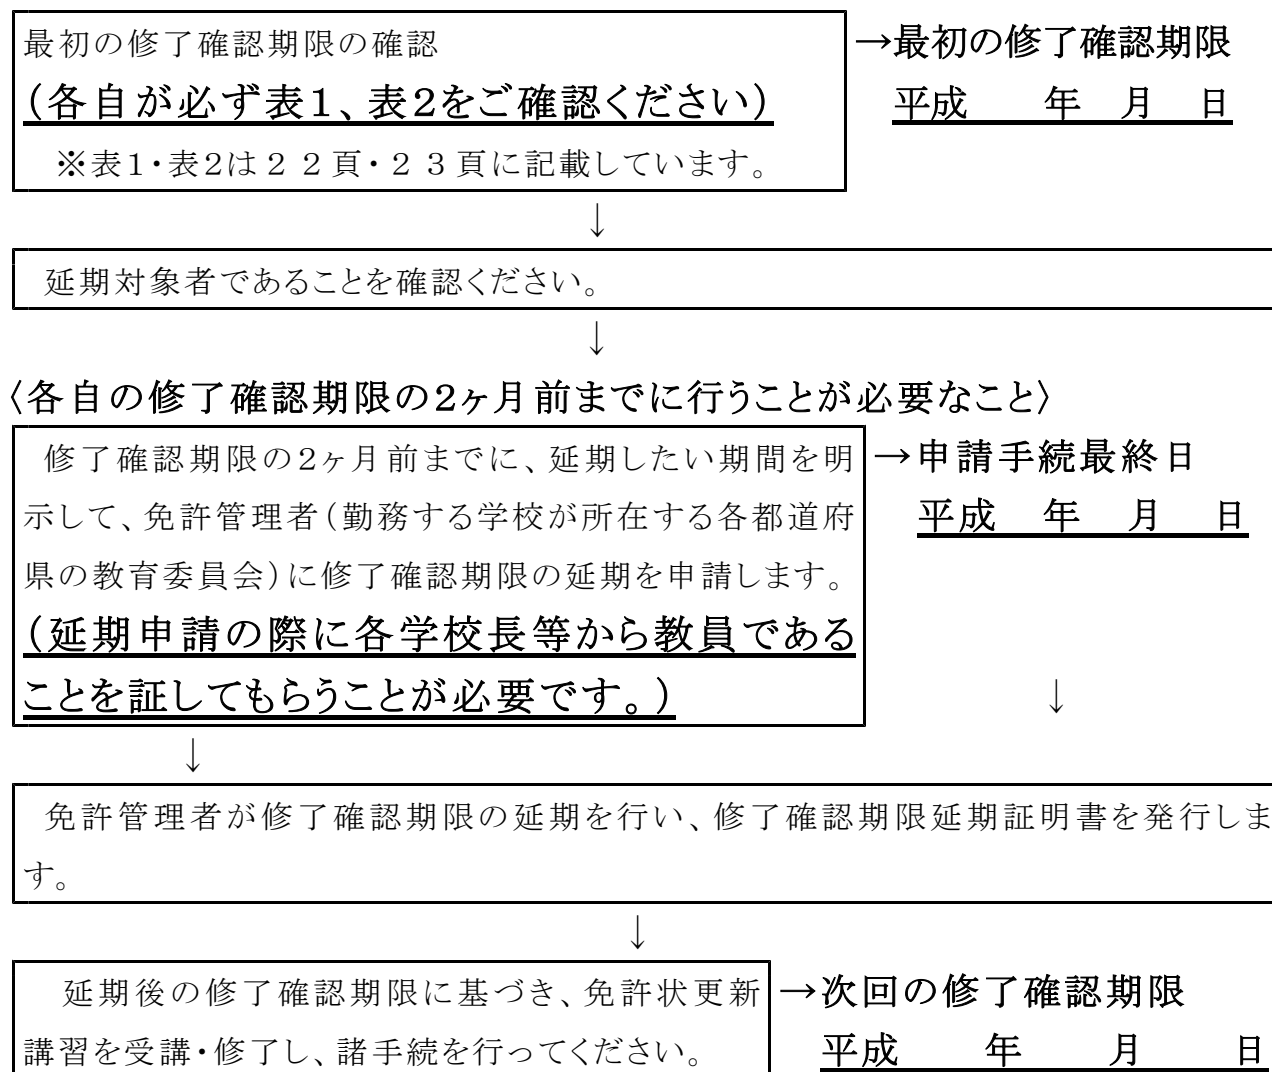 最初の修了確認期限の確認
→最初の修了確認期限
（各自が必ず表１、表２をご確認ください）
平成　　年　月　日
※表１・表２は２２頁・２３頁に記載しています。
↓
延期対象者であることを確認ください。
↓
〈各自の修了確認期限の２ヶ月前までに行うことが必要なこと〉
修了確認期限の２ヶ月前までに、延期したい期間を明
→申請手続最終日
示して、免許管理者（勤務する学校が所在する各都道府
平成　年　月　日
県の教育委員会）に修了確認期限の延期を申請します。
（延期申請の際に各学校長等から教員である
ことを証してもらうことが必要です。）
↓
↓
免許管理者が修了確認期限の延期を行い、修了確認期限延期証明書を発行しま
す。
↓
延期後の修了確認期限に基づき、免許状更新
→次回の修了確認期限
講習を受講・修了し、諸手続を行ってください。
平成　　年　　月　　日